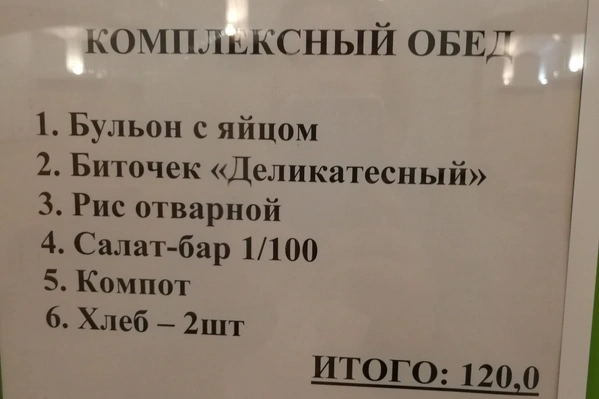 КОМПЛЕКСНЫЙ ОБЕД
1. Бульон с яйцом
2. Биточек «Деликатесный»
3. Рис отварной
4. Салат-бар 1/100
5. Компот
6. Хлеб – 2шт
ИТОГО: 120,0